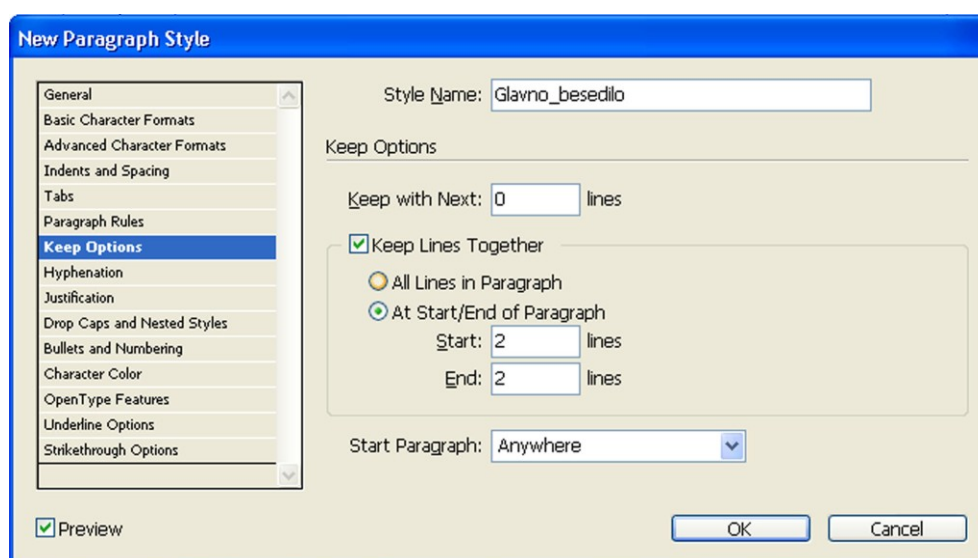 New Paragraph Style
General
Basic Character Formats
Advanced Character Formats
Indents and Spacing
Tabs
Paragraph Rules
Keep Options
Hyphenation
Justification
Drop Caps and Nested Styles
Bullets and Numbering
Character Color
OpenType Features
Underline Options
Strikethrough Options
Style Name: Glavno_besedilo
Keep Options
Keep with Next: 0 lines
Keep Lines Together
All Lines in Paragraph
At Start/End of Paragraph
Start: 2 lines
End: 2 lines
Start Paragraph: Anywhere
Preview
OK Cancel